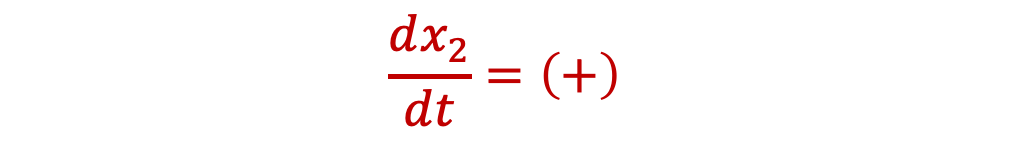 dx₂/dt = (+)